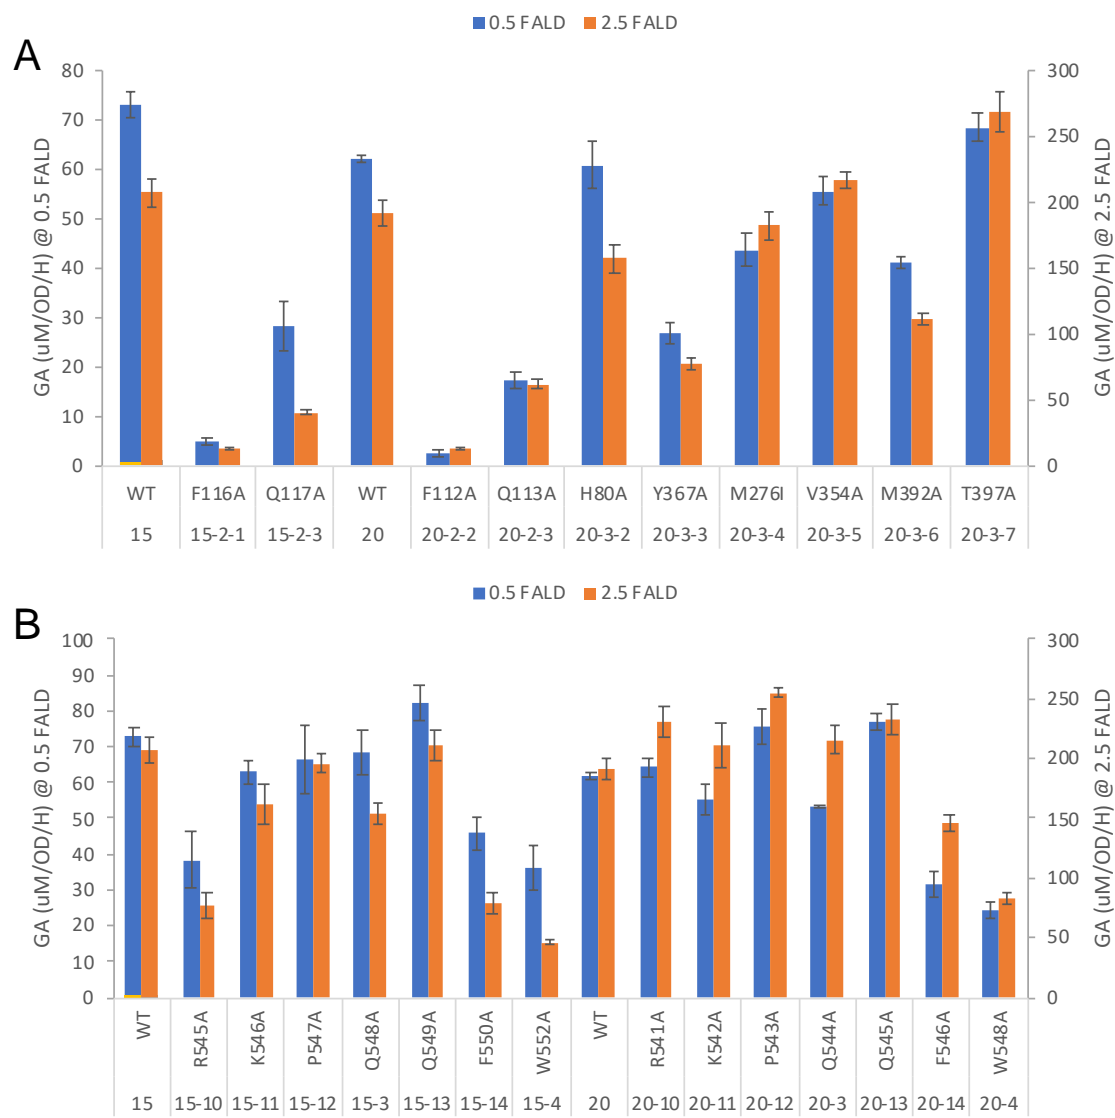 0.5 FALD 2.5 FALD
A
GA (uM/OD/H) @ 0.5 FALD
80
70
60
50
40
30
20
10
0
300
250
200
150
100
50
0
GA (uM/OD/H) @ 2.5 FALD
WT F116A Q117A WT F112A Q113A H80A Y367A M276I V354A M392A T397A
15 15-2-1 15-2-3 20 20-2-2 20-2-3 20-3-2 20-3-3 20-3-4 20-3-5 20-3-6 20-3-7
0.5 FALD 2.5 FALD
B
GA (uM/OD/H) @ 0.5 FALD
100
90
80
70
60
50
40
30
20
10
0
300
250
200
150
100
50
0
GA (uM/OD/H) @ 2.5 FALD
WT R545A K546A P547A Q548A Q549A F550A W552A WT R541A K542A P543A Q544A Q545A F546A W548A
15 15-10 15-11 15-12 15-3 15-13 15-14 15-4 20 20-10 20-11 20-12 20-3 20-13 20-14 20-4